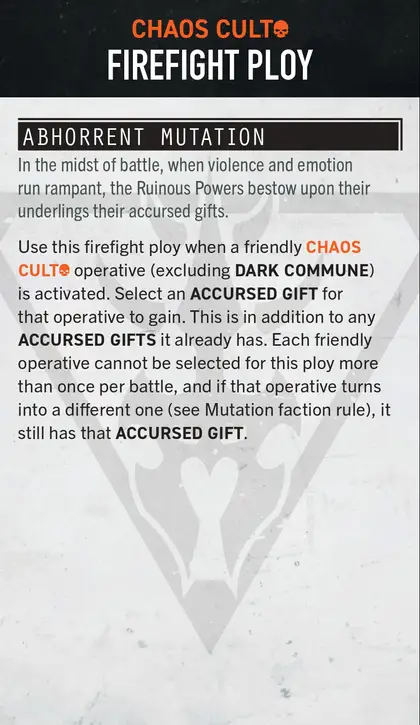 CHAOS CULT
FIREFIGHT PLOY
ABHORRENT MUTATION
In the midst of battle, when violence and emotion
run rampant, the Ruinous Powers bestow upon their
underlings their accursed gifts.
Use this firefight ploy when a friendly CHAOS
CULT operative (excluding DARK COMMUNE)
is activated. Select an ACCURSED GIFT for
that operative to gain. This is in addition to any
ACCURSED GIFTS it already has. Each friendly
operative cannot be selected for this ploy more
than once per battle, and if that operative turns
into a different one (see Mutation faction rule), it
still has that ACCURSED GIFT.